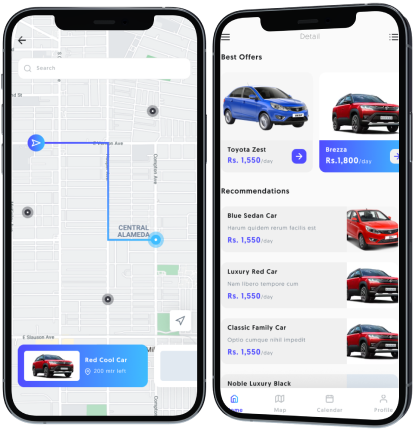 Search
E Vernon Ave
Compton Ave
CENTRAL
ALAMEDA
E Slauson Ave
Red Cool Car
200 mtr left
Compton
Detail
Best Offers
Toyota Zest
Rs. 1,550/day
Brezza
Rs.1,800/day
Recommendations
Blue Sedan Car
Harum quidem rerum facilis est
Rs. 1,550/day
Luxury Red Car
Nam libero tempore cum
Rs. 1,550/day
Classic Family Car
Optio cumque nihil impedit
Rs. 1,550/day
Noble Luxury Black
Home
Map
Calendar
Profile